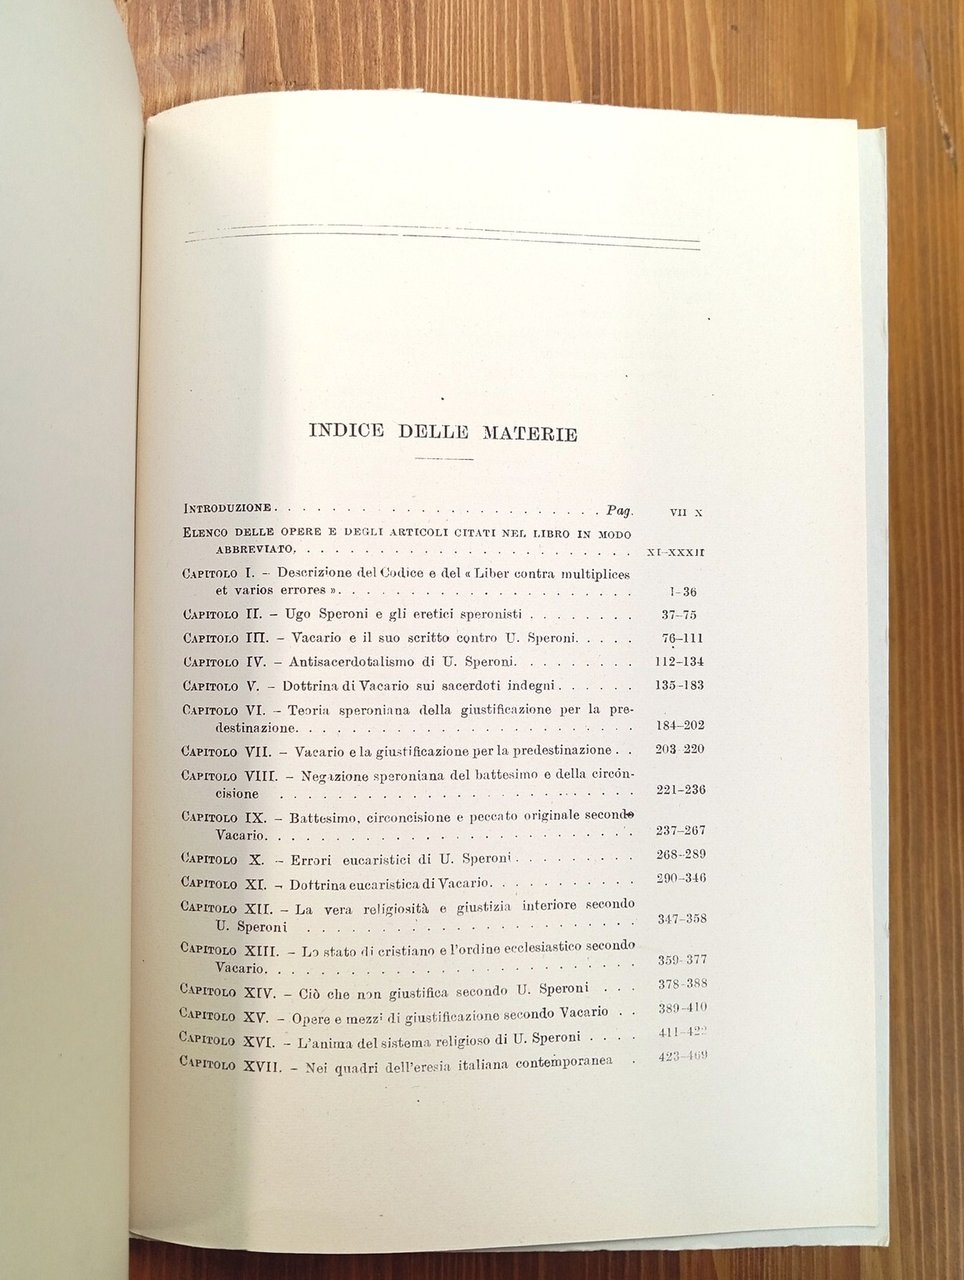 INDICE DELLE MATERIE
INTRODUZIONE. . . . . . . . . . . . . . . . . . . . . . . Pag. VII X
ELENCO DELLE OPERE E DEGLI ARTICOLI CITATI NEL LIBRO IN MODO
ABBREVIATO. . . . . . . . . . . . . . . . . . . . . . . . XI-XXXII
CAPITOLO I. – Descrizione del Codice e del « Liber contra multiplices
et varios errores ». . . . . . . . . . . . . . . . . . . . . 1-36
CAPITOLO II. – Ugo Speroni e gli eretici speronisti . . . . . . . . 37-75
CAPITOLO III. – Vacario e il suo scritto contro U. Speroni. . . . . 76-111
CAPITOLO IV. – Antisacerdotalismo di U. Speroni. . . . . . . . . 112-134
CAPITOLO V. – Dottrina di Vacario sui sacerdoti indegni . . . . . . 135-183
CAPITOLO VI. – Teoria speroniana della giustificazione per la pre-
destinazione. . . . . . . . . . . . . . . . . . . . . . . . 184-202
CAPITOLO VII. – Vacario e la giustificazione per la predestinazione . . 203-220
CAPITOLO VIII. – Negazione speroniana del battesimo e della circon-
cisione . . . . . . . . . . . . . . . . . . . . . . . . . 221-236
CAPITOLO IX. – Battesimo, circoncisione e peccato originale secondo
Vacario. . . . . . . . . . . . . . . . . . . . . . . . . . 237-267
CAPITOLO X. – Errori eucaristici di U. Speroni . . . . . . . . . 268-289
CAPITOLO XI. – Dottrina eucaristica di Vacario. . . . . . . . . . 290-346
CAPITOLO XII. – La vera religiosità e giustizia interiore secondo
U. Speroni . . . . . . . . . . . . . . . . . . . . . . . 347-358
CAPITOLO XIII. – Lo stato di cristiano e l'ordine ecclesiastico secondo
Vacario. . . . . . . . . . . . . . . . . . . . . . . . . . 359-377
CAPITOLO XIV. – Ciò che non giustifica secondo U. Speroni . . . 378-388
CAPITOLO XV. – Opere e mezzi di giustificazione secondo Vacario . . 389-410
CAPITOLO XVI. – L'anima del sistema religioso di U. Speroni . . . . 411-422
CAPITOLO XVII. – Nei quadri dell'eresia italiana contemporanea . 423-469